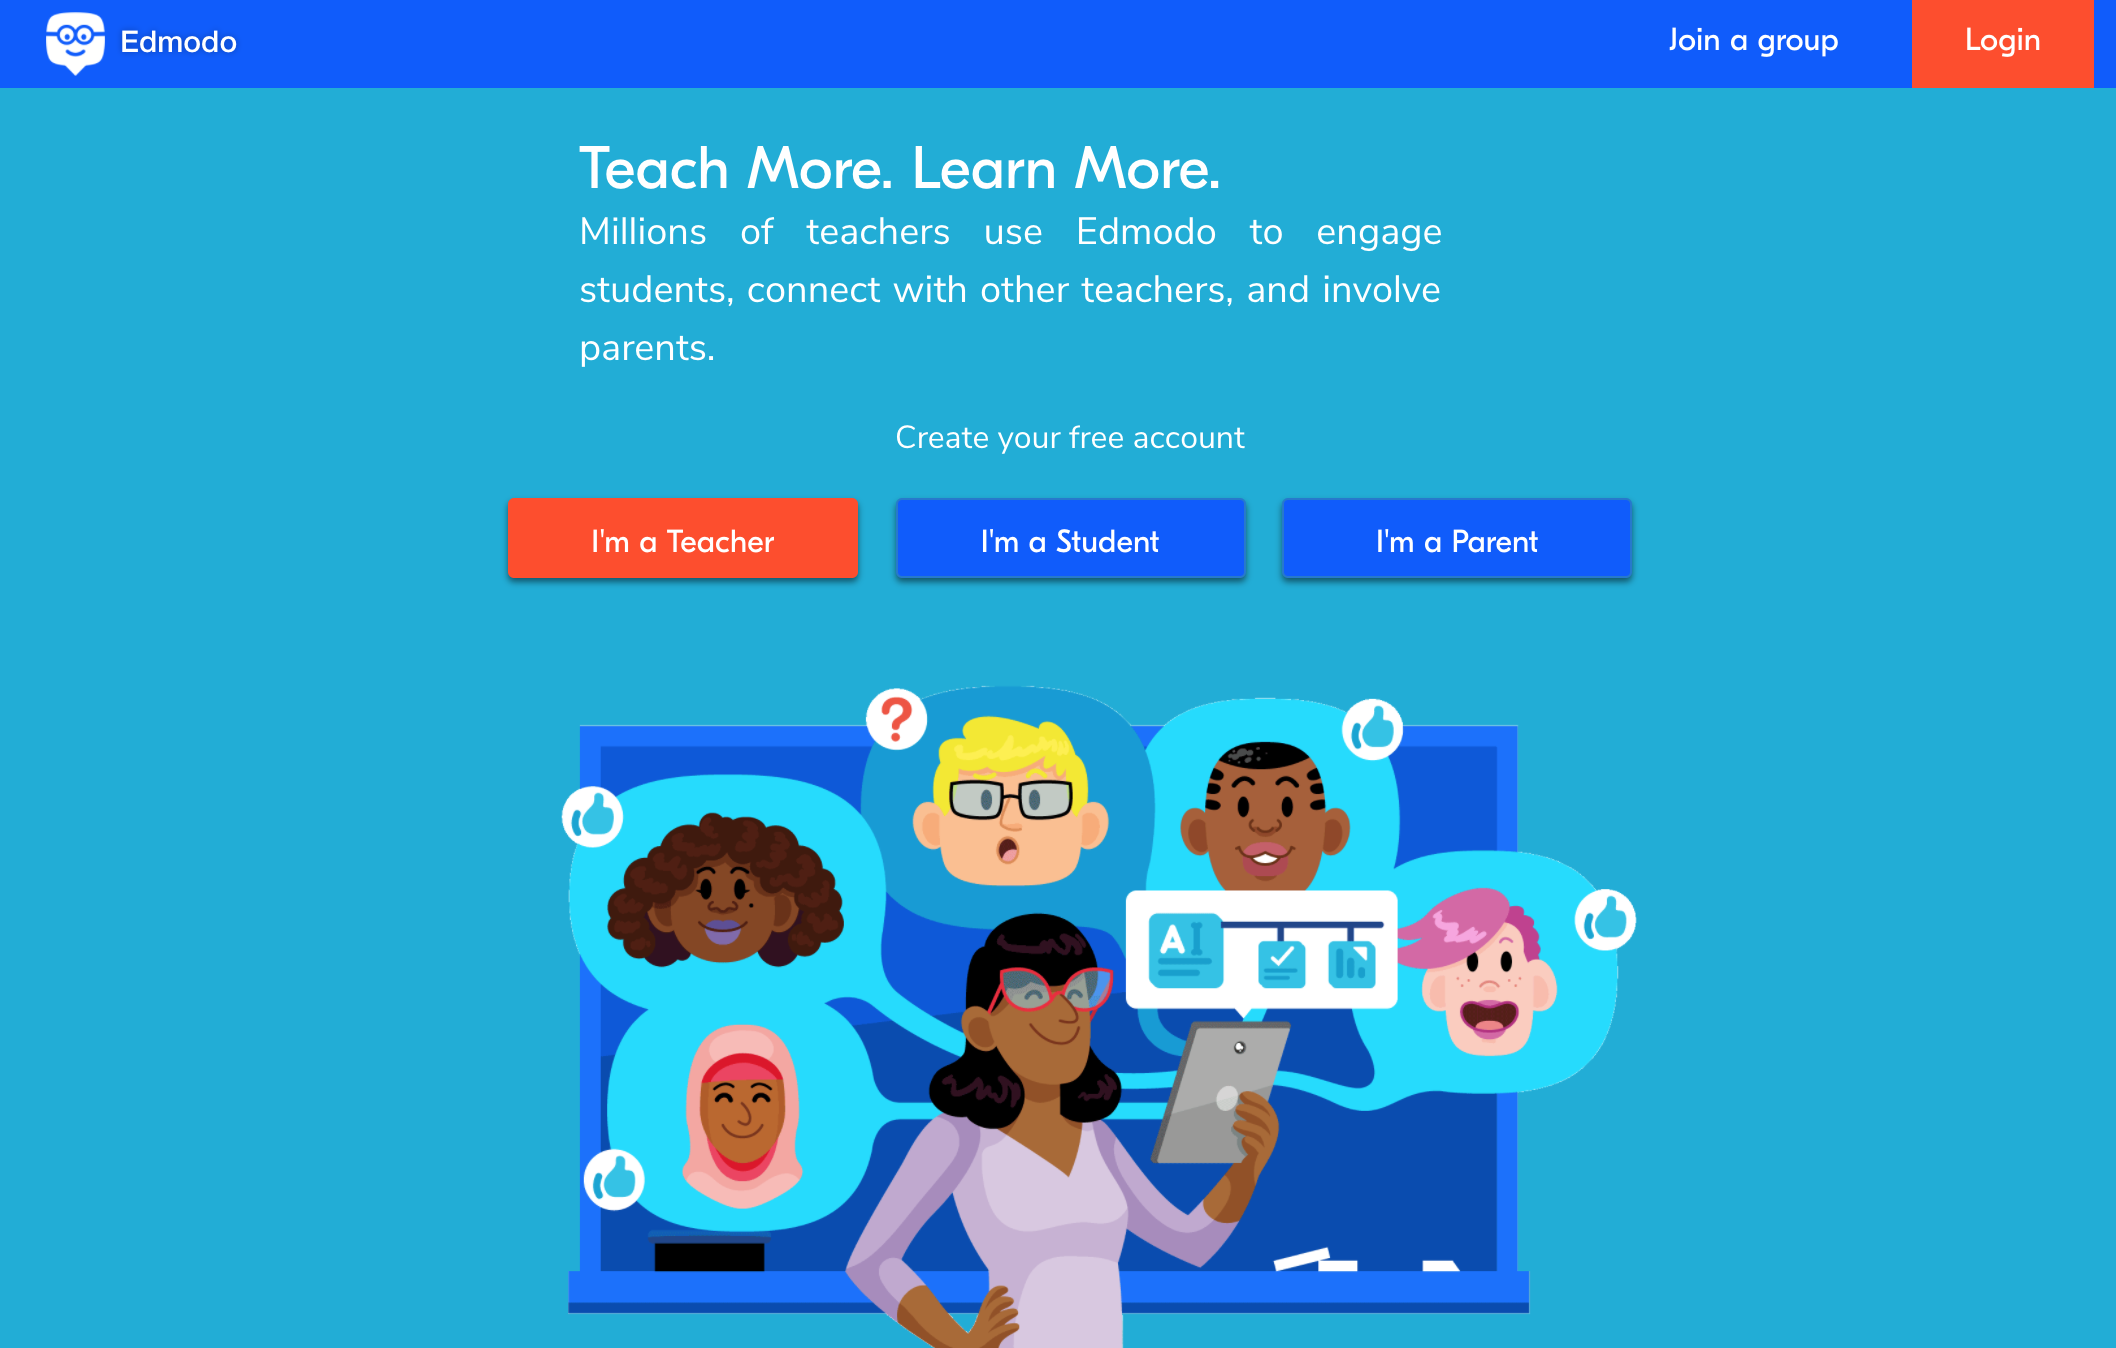 Edmodo
Join a group
Login
Teach More. Learn More.
Millions of teachers use Edmodo to engage
students, connect with other teachers, and involve
parents.
Create your free account
I'm a Teacher
I'm a Student
I'm a Parent
?
A